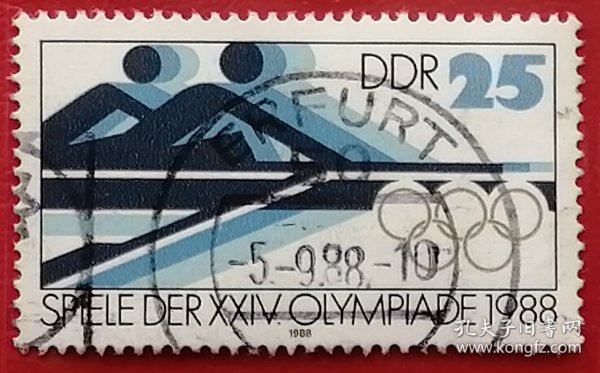 DDR 25
ERFURT
-5.-9.88.-10
SPIELE DER XXIV. OLYMPIADE 1988
1988
孔夫子旧书网
www.kongfz.com